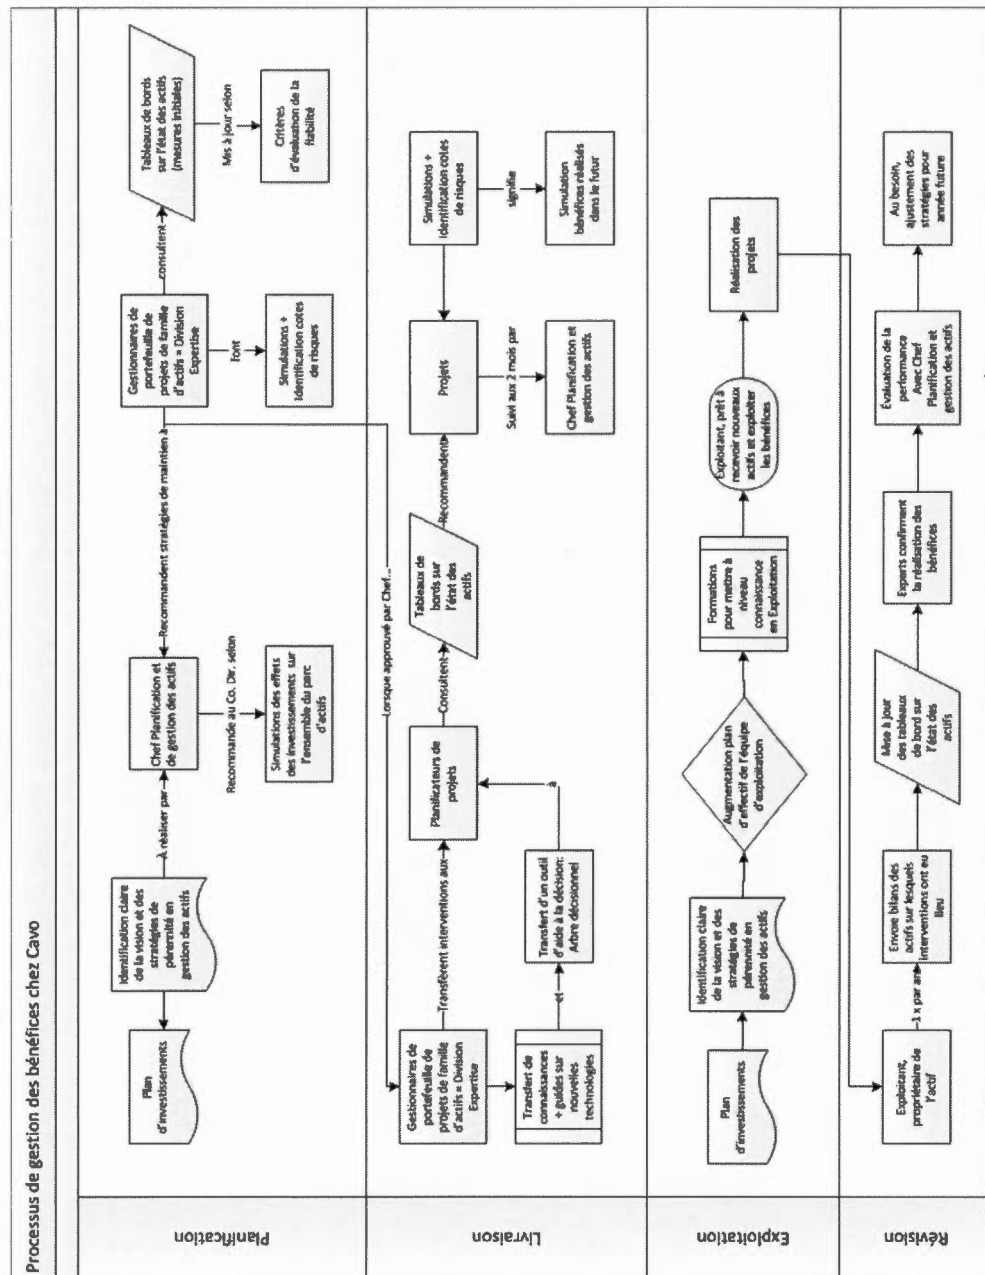 Processus de gestion des bénéfices chez Cavo
Planification
Plan
d'investissements
Identification claire
de la vision et des
stratégies de
pérennité en
gestion des actifs
À réaliser par
Chef Planification et
de gestion des actifs
Recommande au Co. Dir. selon
Simulations des effets
des investissements sur
l'ensemble du parc
d'actifs
Recommandent stratégies de maintien à
Gestionnaires de
portefeuille de
projets de famille
d'actifs = Division
Expertise
Font
Simulations +
Identification cotes
de risques
consultent
Tableaux de bords
sur l'état des actifs
(mesures initiales)
Mis à jour selon
Critères
d'évaluation de la
fiabilité
Lorsque approuvé par Chef...
Livraison
Gestionnaires de
portefeuille de
projets de famille
d'actifs = Division
Expertise
Transfert de
connaissances
+ guides sur
nouvelles
technologies
et
Transfert d'un outil
d'aide à la décision:
Arbre décisionnel
à
Transfèrent interventions aux
Planificateurs de
projets
Consultent
Tableaux de
bords sur
l'état des
actifs
Recommandent
Projets
Suivi aux 2 mois par
Chef Planification et
gestion des actifs
Simulations +
Identification cotes
de risques
signifie
Simulation
bénéfices réalisés
dans le futur
Exploitation
Plan
d'investissements
Identification claire
de la vision et des
stratégies de
pérennité en
gestion des actifs
Augmentation plan
d'effectif de l'équipe
d'exploitation
Formations
pour mettre à
niveau
connaissance
en Exploitation
Exploitant, prêt à
recevoir nouveaux
actifs et exploiter
les bénéfices
Réalisation des
projets
Révision
Exploitant,
propriétaire de
l'actif
1 x par an
Envoie bilans des
actifs sur lesquels
interventions ont eu
lieu
Mise à jour
des tableaux
de bord sur
l'état des
actifs
Experts confirment
la réalisation des
bénéfices
Évaluation de la
performance
Avec Chef
Planification et
gestion des actifs
Au besoin,
ajustement des
stratégies pour
année future